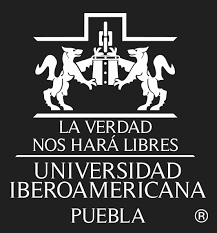 LA VERDAD
NOS HARÁ LIBRES
UNIVERSIDAD
IBEROAMERICANA
PUEBLA ®